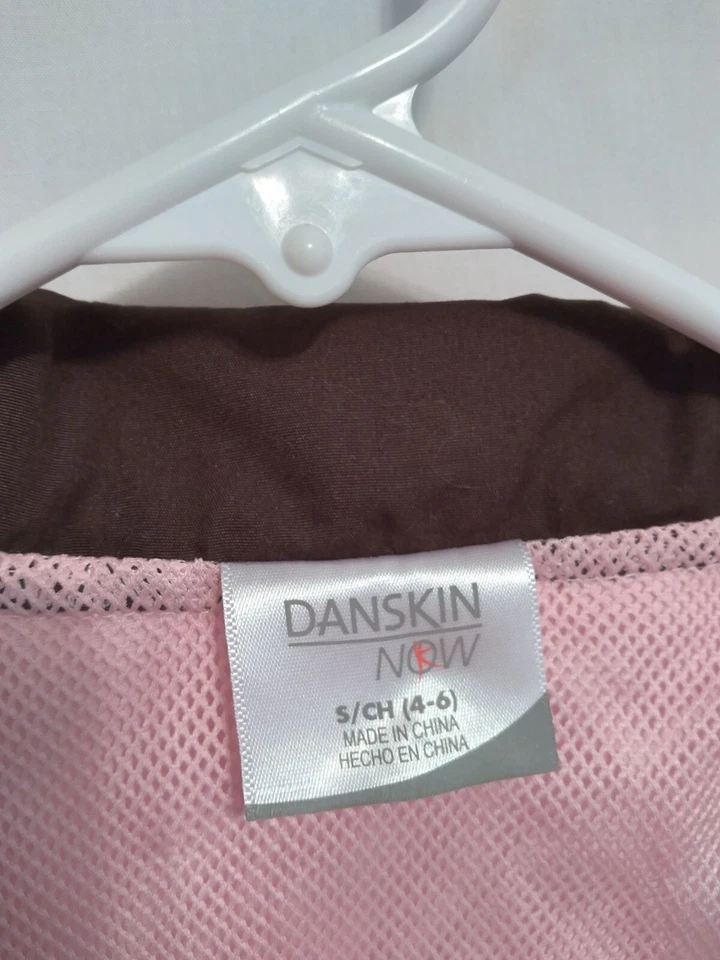 DANSKIN
NOW
S/CH (4-6)
MADE IN CHINA
HECHO EN CHINA